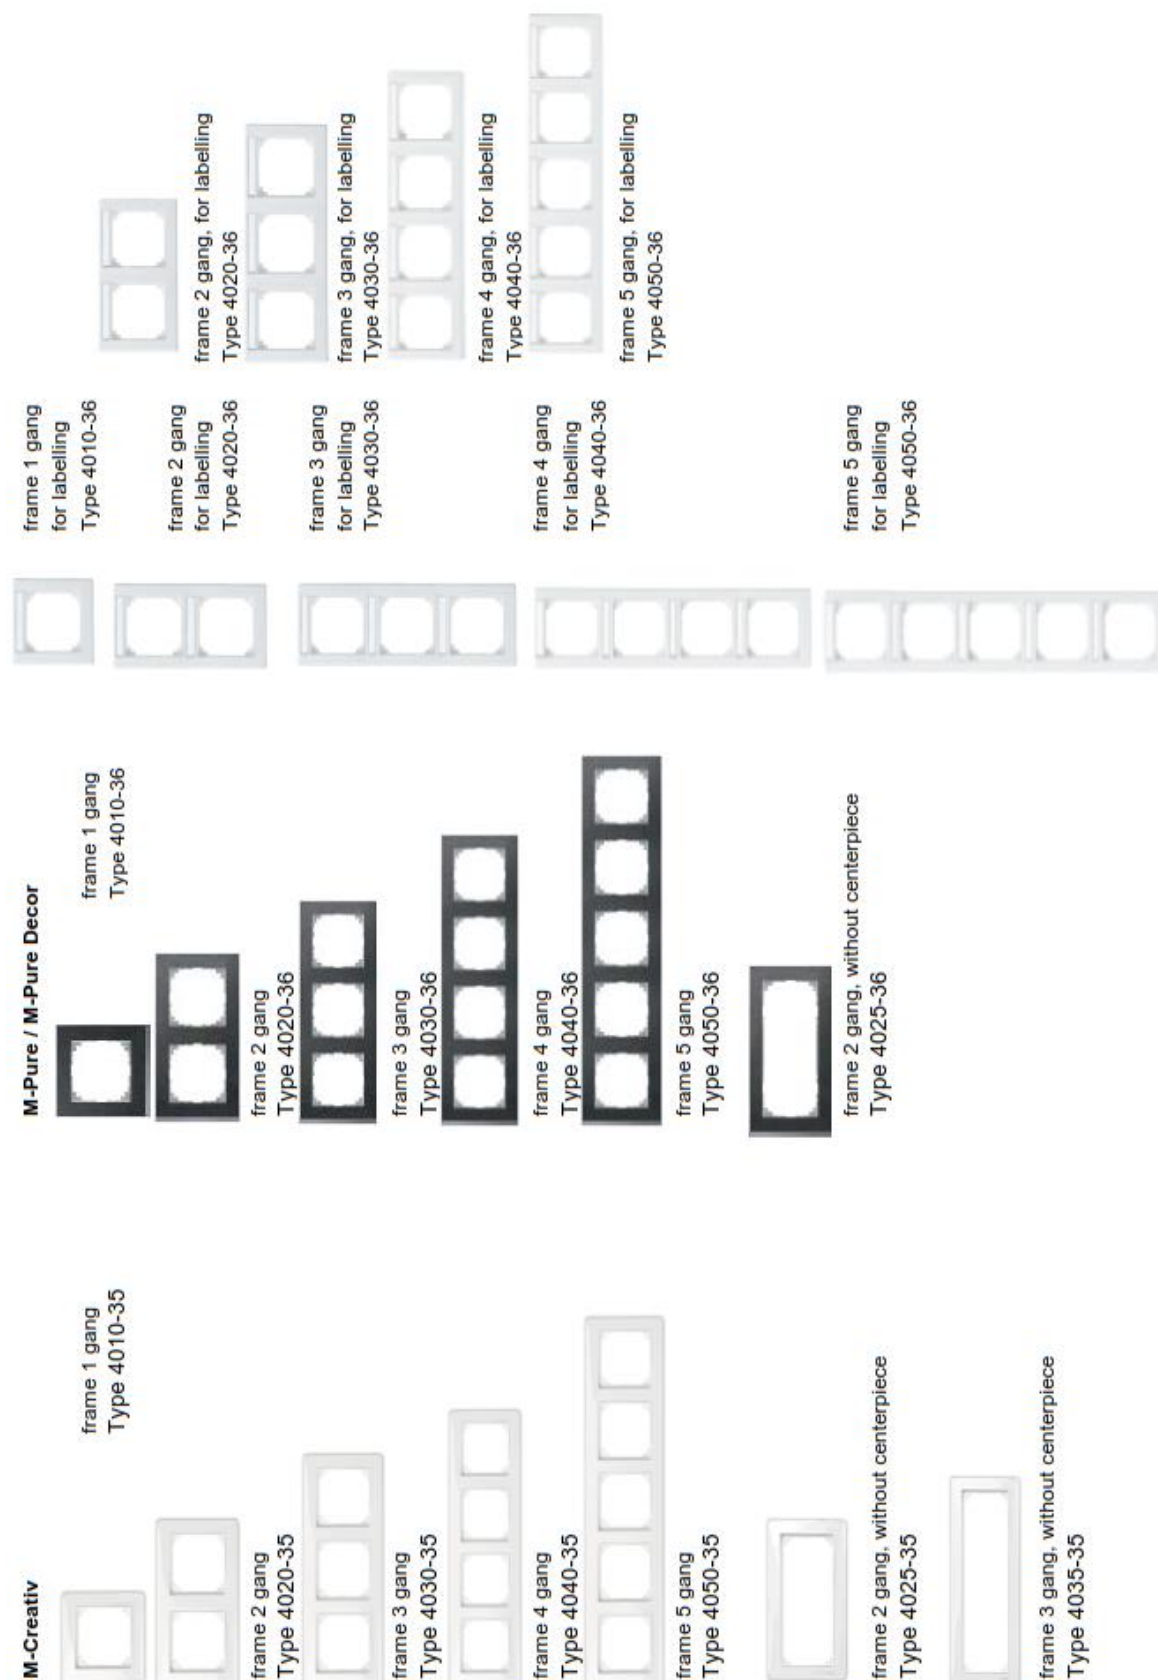 M-Creativ
frame 1 gang
Type 4010-35
frame 2 gang
Type 4020-35
frame 3 gang
Type 4030-35
frame 4 gang
Type 4040-35
frame 5 gang
Type 4050-35
frame 2 gang, without centerpiece
Type 4025-35
frame 3 gang, without centerpiece
Type 4035-35
M-Pure / M-Pure Decor
frame 1 gang
Type 4010-36
frame 2 gang
Type 4020-36
frame 3 gang
Type 4030-36
frame 4 gang
Type 4040-36
frame 5 gang
Type 4050-36
frame 2 gang, without centerpiece
Type 4025-36
frame 1 gang
for labelling
Type 4010-36
frame 2 gang
for labelling
Type 4020-36
frame 3 gang
for labelling
Type 4030-36
frame 4 gang
for labelling
Type 4040-36
frame 5 gang
for labelling
Type 4050-36
frame 2 gang, for labelling
Type 4020-36
frame 3 gang, for labelling
Type 4030-36
frame 4 gang, for labelling
Type 4040-36
frame 5 gang, for labelling
Type 4050-36